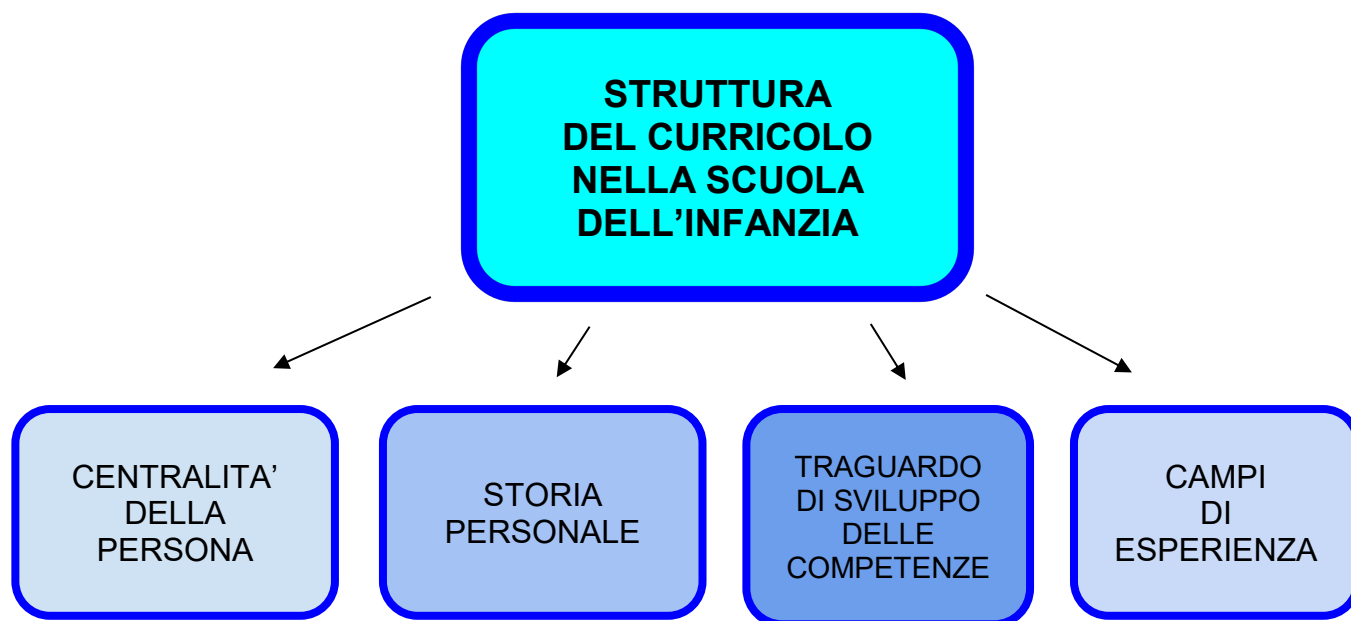 STRUTTURA
DEL CURRICOLO
NELLA SCUOLA
DELL’INFANZIA
CENTRALITA’
DELLA
PERSONA
STORIA
PERSONALE
TRAGUARDO
DI SVILUPPO
DELLE
COMPETENZE
CAMPI
DI
ESPERIENZA